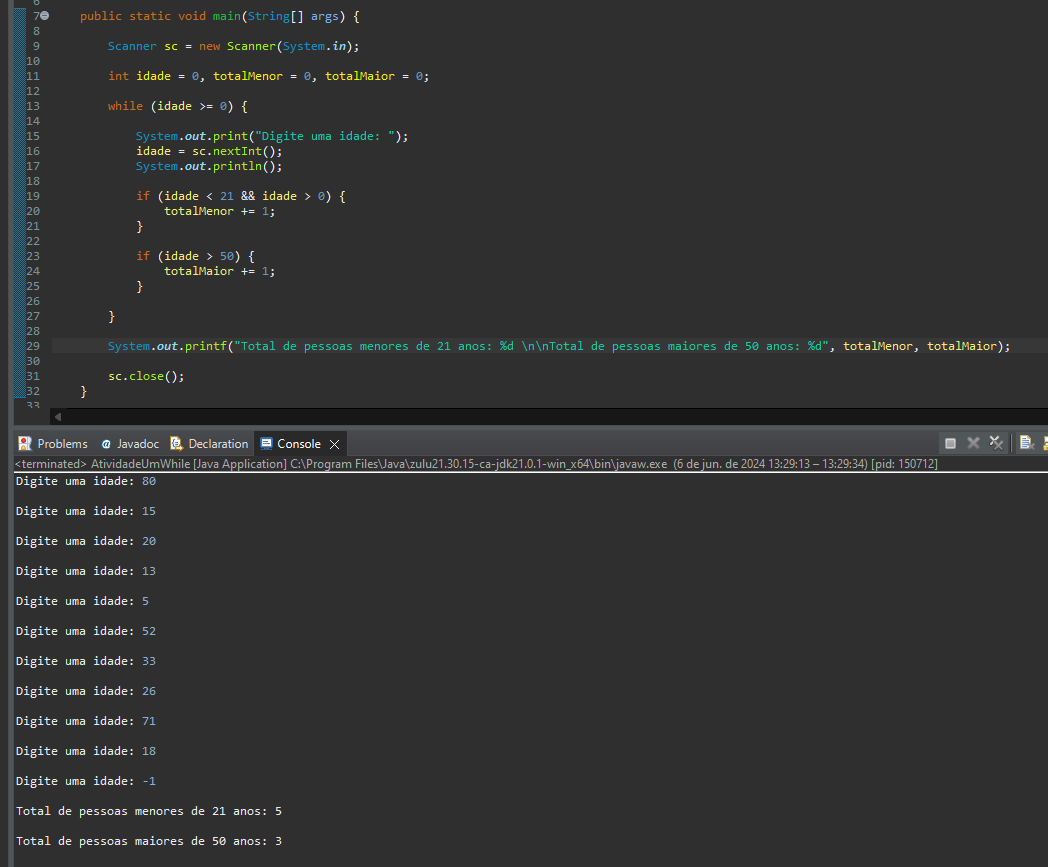 6
7 public static void main(String[] args) {
8
9 Scanner sc = new Scanner(System.in);
10
11 int idade = 0, totalMenor = 0, totalMaior = 0;
12
13 while (idade >= 0) {
14
15 System.out.print("Digite uma idade: ");
16 idade = sc.nextInt();
17 System.out.println();
18
19 if (idade < 21 && idade > 0) {
20 totalMenor += 1;
21 }
22
23 if (idade > 50) {
24 totalMaior += 1;
25 }
26
27 }
28
29 System.out.printf("Total de pessoas menores de 21 anos: %d \n\nTotal de pessoas maiores de 50 anos: %d", totalMenor, totalMaior);
30
31 sc.close();
32 }
33
Problems @ Javadoc Declaration Console
<terminated> AtividadeUmWhile [Java Application] C:\Program Files\Java\zulu21.30.15-ca-jdk21.0.1-win_x64\bin\javaw.exe (6 de jun. de 2024 13:29:13 – 13:29:34) [pid: 150712]
Digite uma idade: 80
Digite uma idade: 15
Digite uma idade: 20
Digite uma idade: 13
Digite uma idade: 5
Digite uma idade: 52
Digite uma idade: 33
Digite uma idade: 26
Digite uma idade: 71
Digite uma idade: 18
Digite uma idade: -1
Total de pessoas menores de 21 anos: 5
Total de pessoas maiores de 50 anos: 3